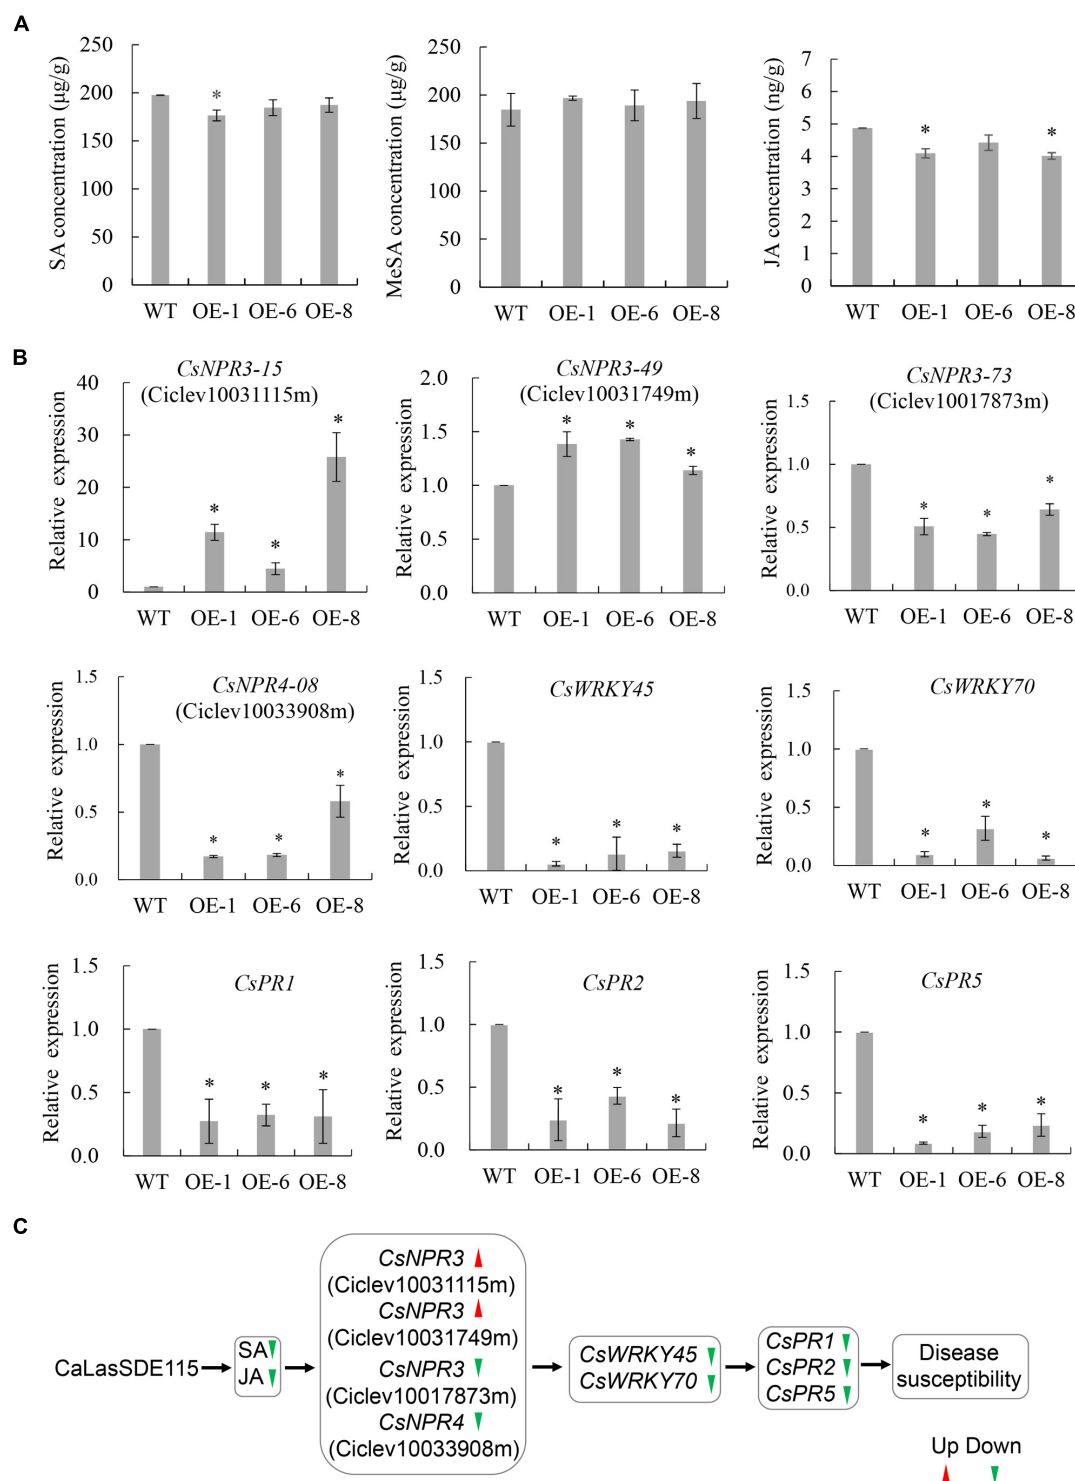 A
SA concentration (µg/g)
250
200
150
100
50
0
*
WT OE-1 OE-6 OE-8
MeSA concentration (µg/g)
250
200
150
100
50
0
WT OE-1 OE-6 OE-8
JA concentration (ng/g)
7
6
5
4
3
2
1
0
* *
WT OE-1 OE-6 OE-8
B
CsNPR3-15
(Ciclev10031115m)
Relative expression
40
30
20
10
0
* * *
WT OE-1 OE-6 OE-8
CsNPR3-49
(Ciclev10031749m)
Relative expression
2.0
1.5
1.0
0.5
0.0
* * *
WT OE-1 OE-6 OE-8
CsNPR3-73
(Ciclev10017873m)
Relative expression
1.5
1.0
0.5
0.0
* * *
WT OE-1 OE-6 OE-8
CsNPR4-08
(Ciclev10033908m)
Relative expression
1.5
1.0
0.5
0.0
* * *
WT OE-1 OE-6 OE-8
CsWRKY45
Relative expression
1.5
1.0
0.5
0.0
* * *
WT OE-1 OE-6 OE-8
CsWRKY70
Relative expression
1.5
1.0
0.5
0.0
* * *
WT OE-1 OE-6 OE-8
CsPR1
Relative expression
1.5
1.0
0.5
0.0
* * *
WT OE-1 OE-6 OE-8
CsPR2
Relative expression
1.5
1.0
0.5
0.0
* * *
WT OE-1 OE-6 OE-8
CsPR5
Relative expression
1.5
1.0
0.5
0.0
* * *
WT OE-1 OE-6 OE-8
C
CaLasSDE115
SA
JA
CsNPR3
(Ciclev10031115m)
CsNPR3
(Ciclev10031749m)
CsNPR3
(Ciclev10017873m)
CsNPR4
(Ciclev10033908m)
CsWRKY45
CsWRKY70
CsPR1
CsPR2
CsPR5
Disease
susceptibility
Up Down